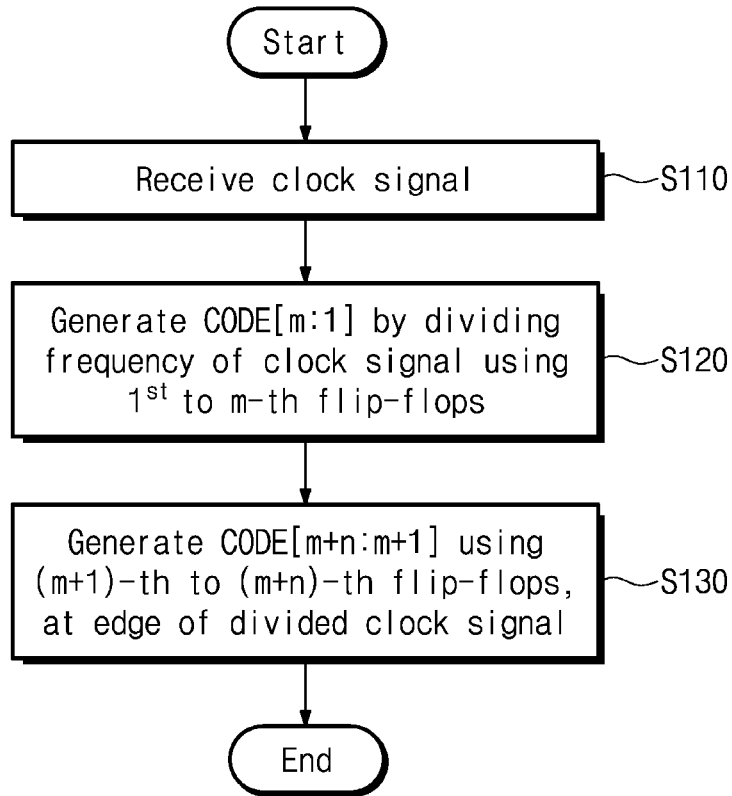 Start
Receive clock signal
S110
Generate CODE[m:1] by dividing
frequency of clock signal using
1st to m-th flip-flops
S120
Generate CODE[m+n:m+1] using
(m+1)-th to (m+n)-th flip-flops,
at edge of divided clock signal
S130
End